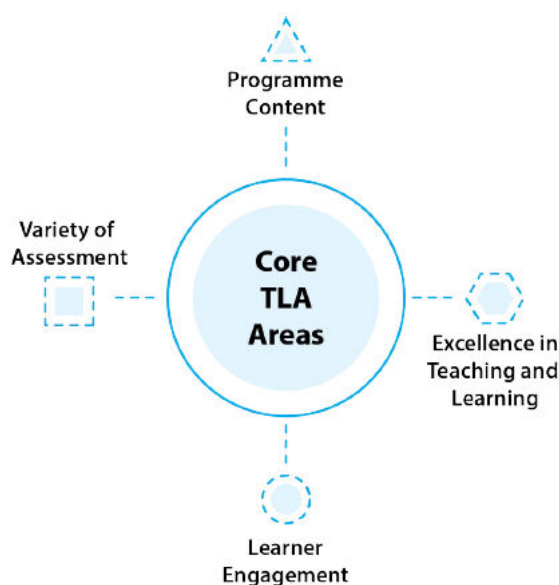 Programme
Content
Variety of
Assessment
Core
TLA
Areas
Excellence in
Teaching and
Learning
Learner
Engagement